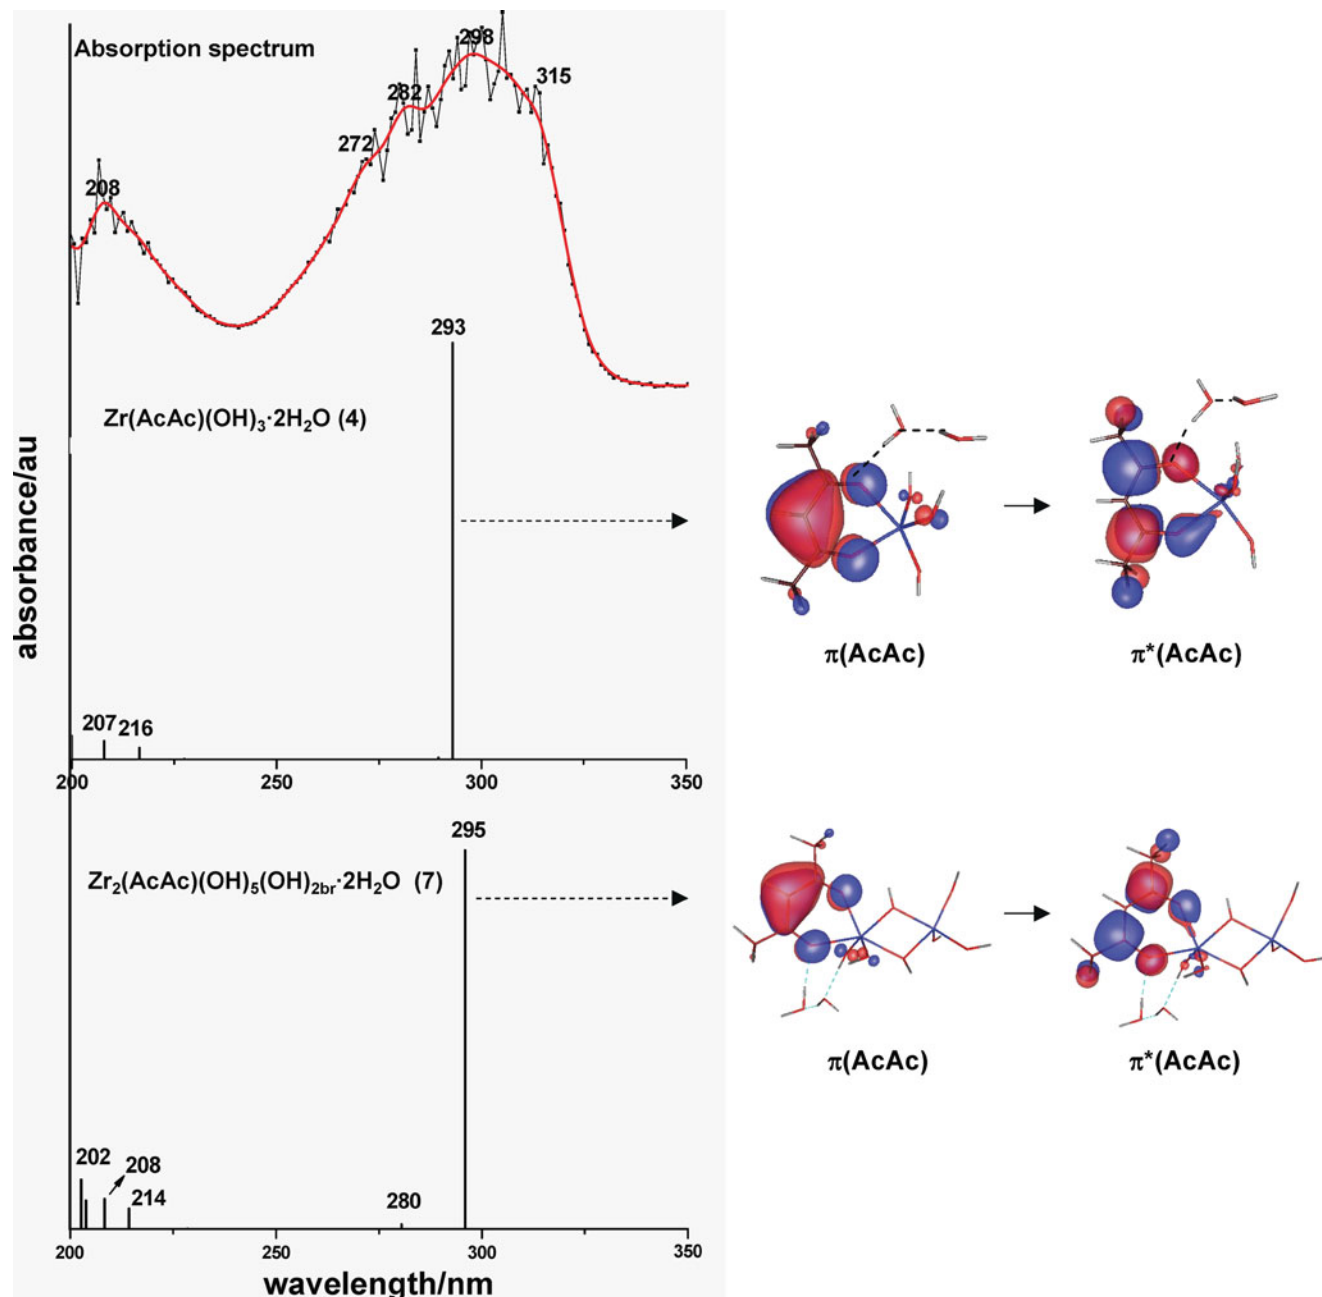 Absorption spectrum
298
315
282
272
208
293
Zr(AcAc)(OH)₃·2H₂O (4)
absorbance/au
π(AcAc)
π*(AcAc)
207 216
200 250 300 350
295
Zr₂(AcAc)(OH)₅(OH)₂br·2H₂O (7)
π(AcAc)
π*(AcAc)
202
208
214
280
200 250 300 350
wavelength/nm